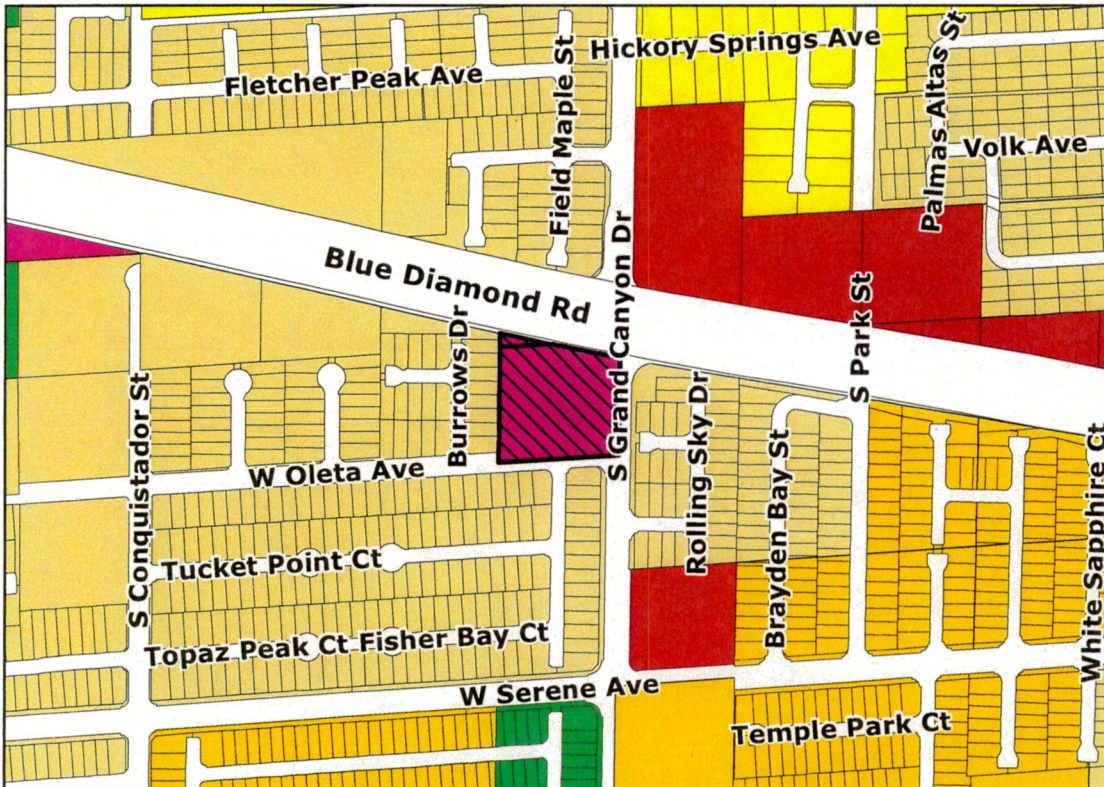 Hickory Springs Ave
Palmas Altas St
Fletcher Peak Ave
Field Maple St
Volk Ave
Blue Diamond Rd
S Grand Canyon Dr
S Park St
Burrows Dr
S Conquistador St
Rolling Sky Dr
Brayden Bay St
White Sapphire Ct
W Oleta Ave
Tucket Point Ct
Topaz Peak Ct
Fisher Bay Ct
W Serene Ave
Temple Park Ct